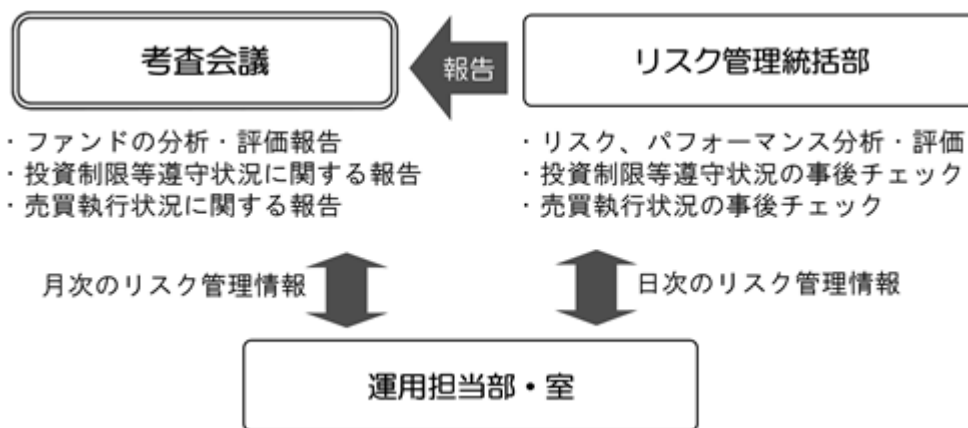 考査会議
報告
リスク管理統括部
・ファンドの分析・評価報告
・投資制限等遵守状況に関する報告
・売買執行状況に関する報告
・リスク、パフォーマンス分析・評価
・投資制限等遵守状況の事後チェック
・売買執行状況の事後チェック
月次のリスク管理情報
日次のリスク管理情報
運用担当部・室